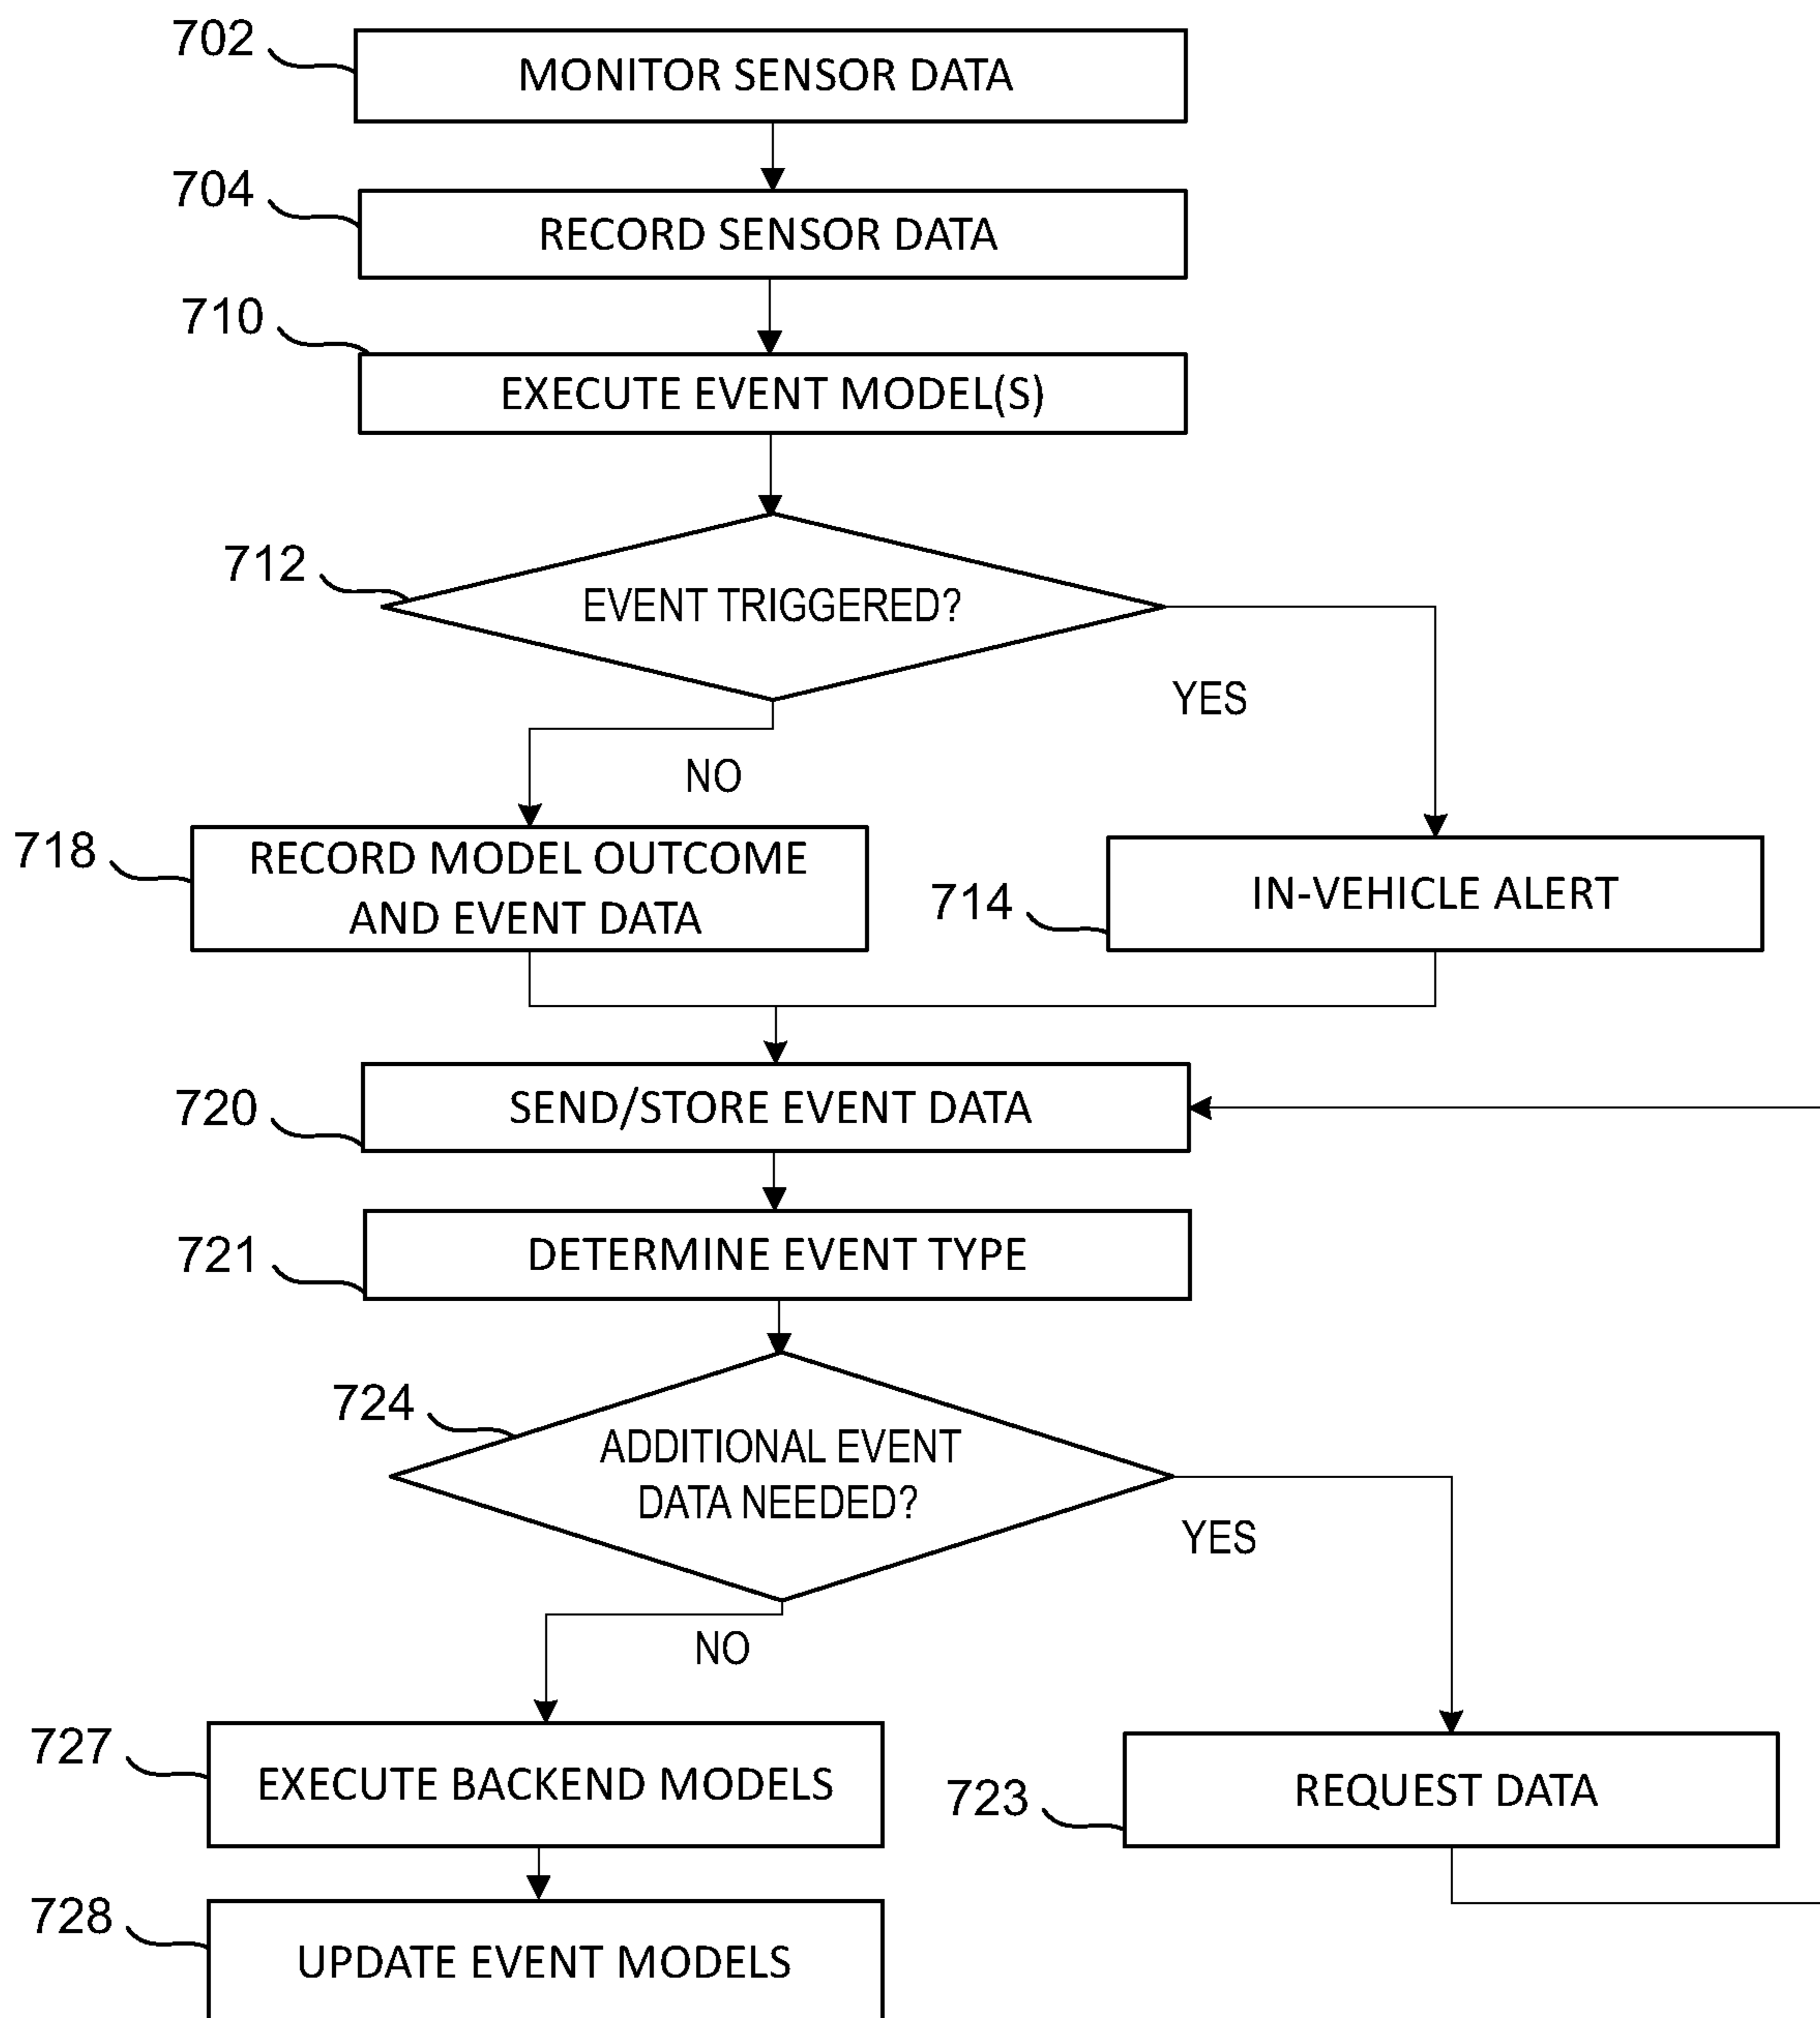 702
MONITOR SENSOR DATA
704
RECORD SENSOR DATA
710
EXECUTE EVENT MODEL(S)
712
EVENT TRIGGERED?
YES
NO
718
RECORD MODEL OUTCOME
AND EVENT DATA
714
IN-VEHICLE ALERT
720
SEND/STORE EVENT DATA
721
DETERMINE EVENT TYPE
724
ADDITIONAL EVENT
DATA NEEDED?
YES
NO
727
EXECUTE BACKEND MODELS
723
REQUEST DATA
728
UPDATE EVENT MODELS